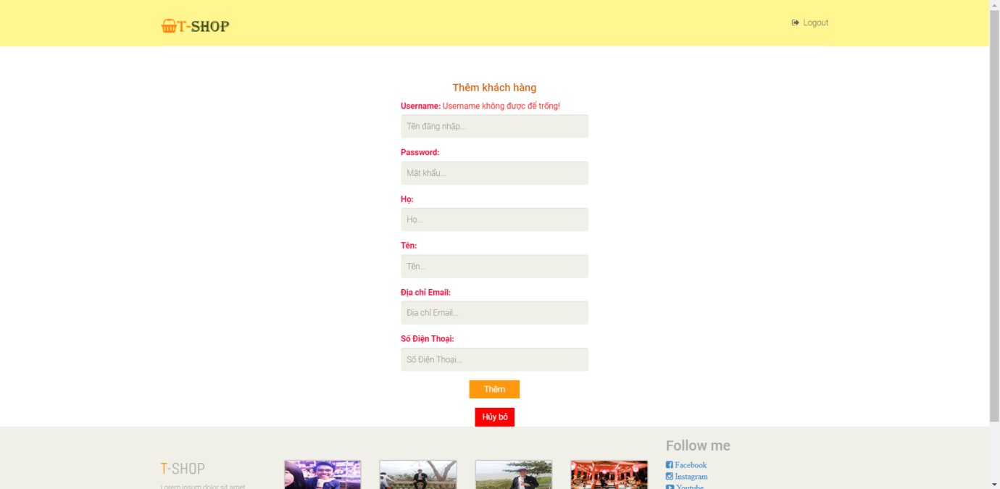 T-SHOP
Logout
Thêm khách hàng
Username: Username không được để trống!
Tên đăng nhập...
Password:
Mật khẩu...
Họ:
Họ...
Tên:
Tên...
Địa chỉ Email:
Địa chỉ Email...
Số Điện Thoại:
Số Điện Thoại...
Thêm
Hủy bỏ
T-SHOP
Lorem ipsum dolor sit amet
Follow me
Facebook
Instagram
Youtube